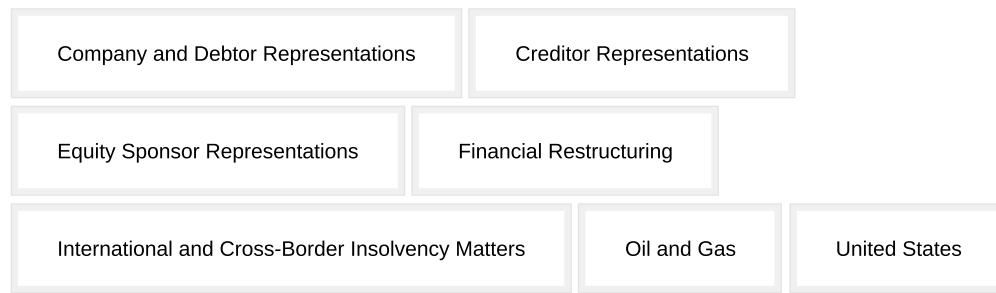 Company and Debtor Representations Creditor Representations
Equity Sponsor Representations Financial Restructuring
International and Cross-Border Insolvency Matters Oil and Gas United States